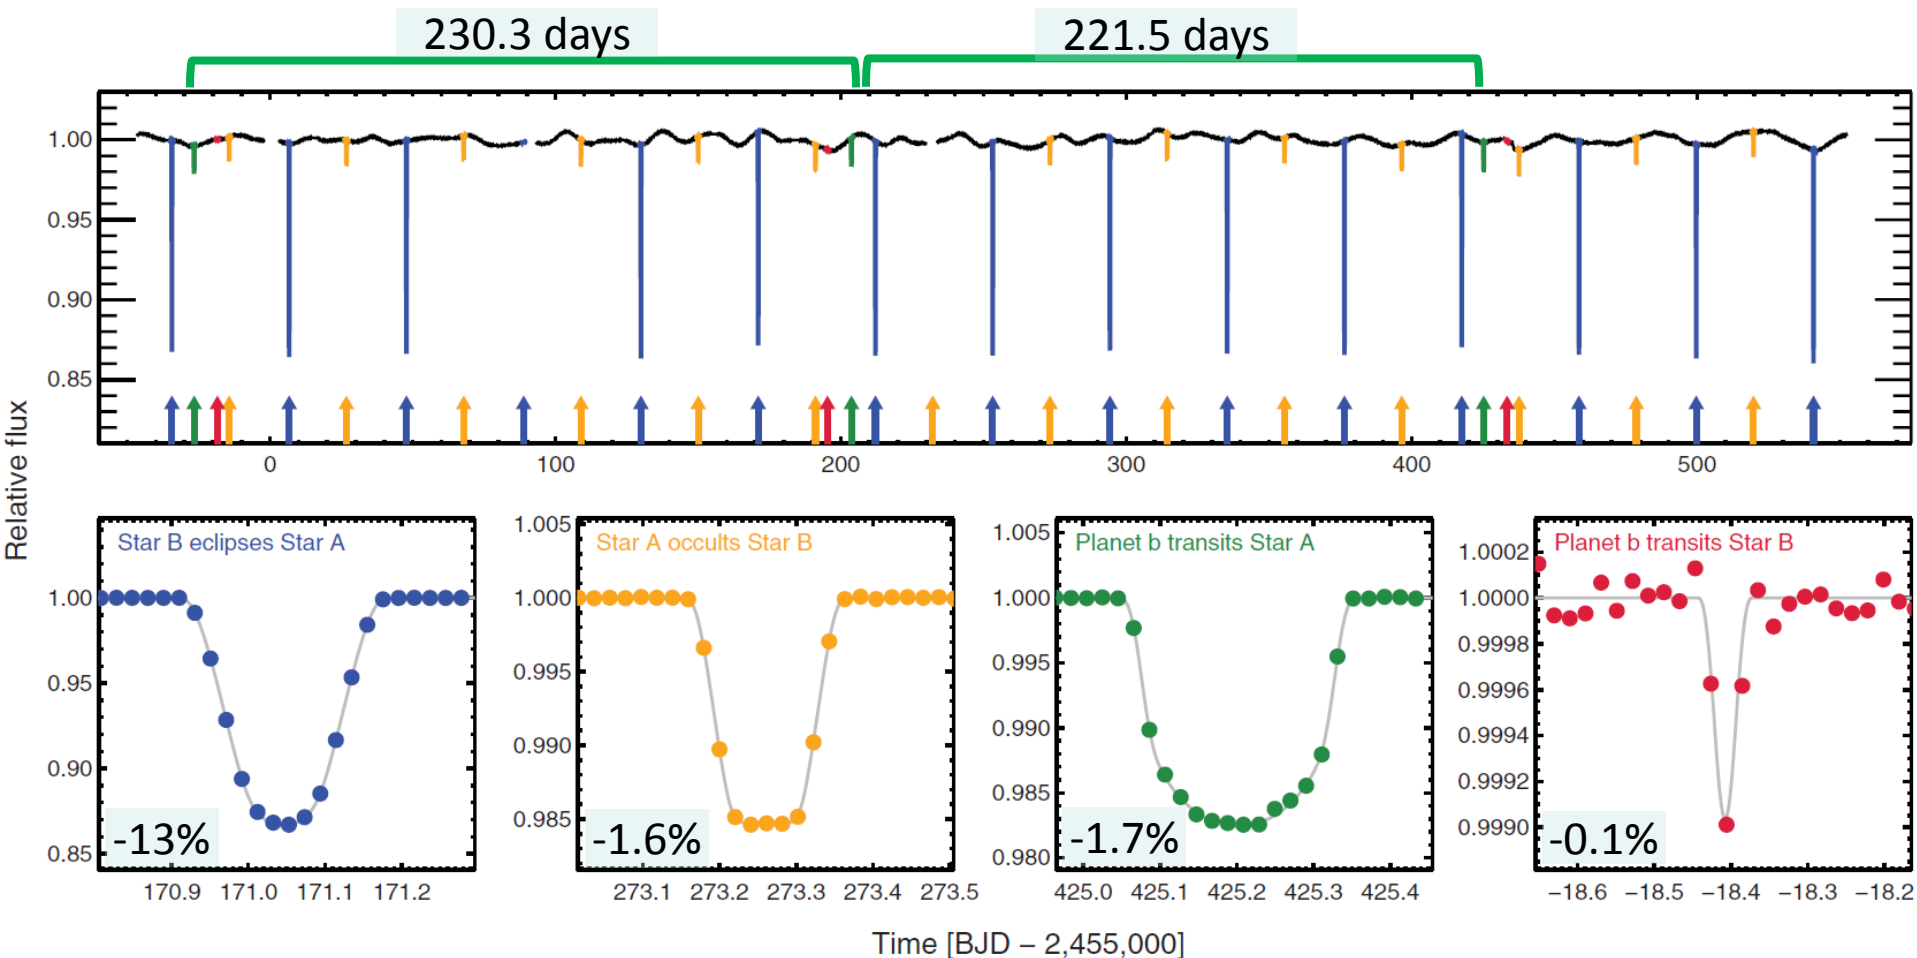 230.3 days 221.5 days
1.00
0.95
0.90
0.85
0 100 200 300 400 500
Relative flux
Star B eclipses Star A
1.00
0.95
0.90
0.85
-13%
170.9 171.0 171.1 171.2
Star A occults Star B
1.005
1.000
0.995
0.990
0.985
-1.6%
273.1 273.2 273.3 273.4 273.5
Planet b transits Star A
1.005
1.000
0.995
0.990
0.985
0.980
-1.7%
425.0 425.1 425.2 425.3 425.4
Planet b transits Star B
1.0002
1.0000
0.9998
0.9996
0.9994
0.9992
0.9990
-0.1%
−18.6 −18.5 −18.4 −18.3 −18.2
Time [BJD − 2,455,000]